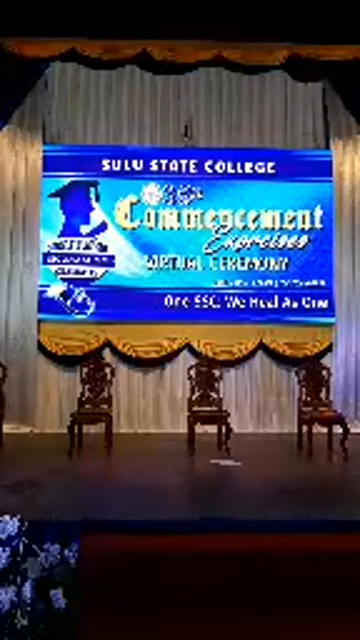 SULU STATE COLLEGE
Commencement
Exercises
VIRTUAL CEREMONY
One SSC: We Heal As One